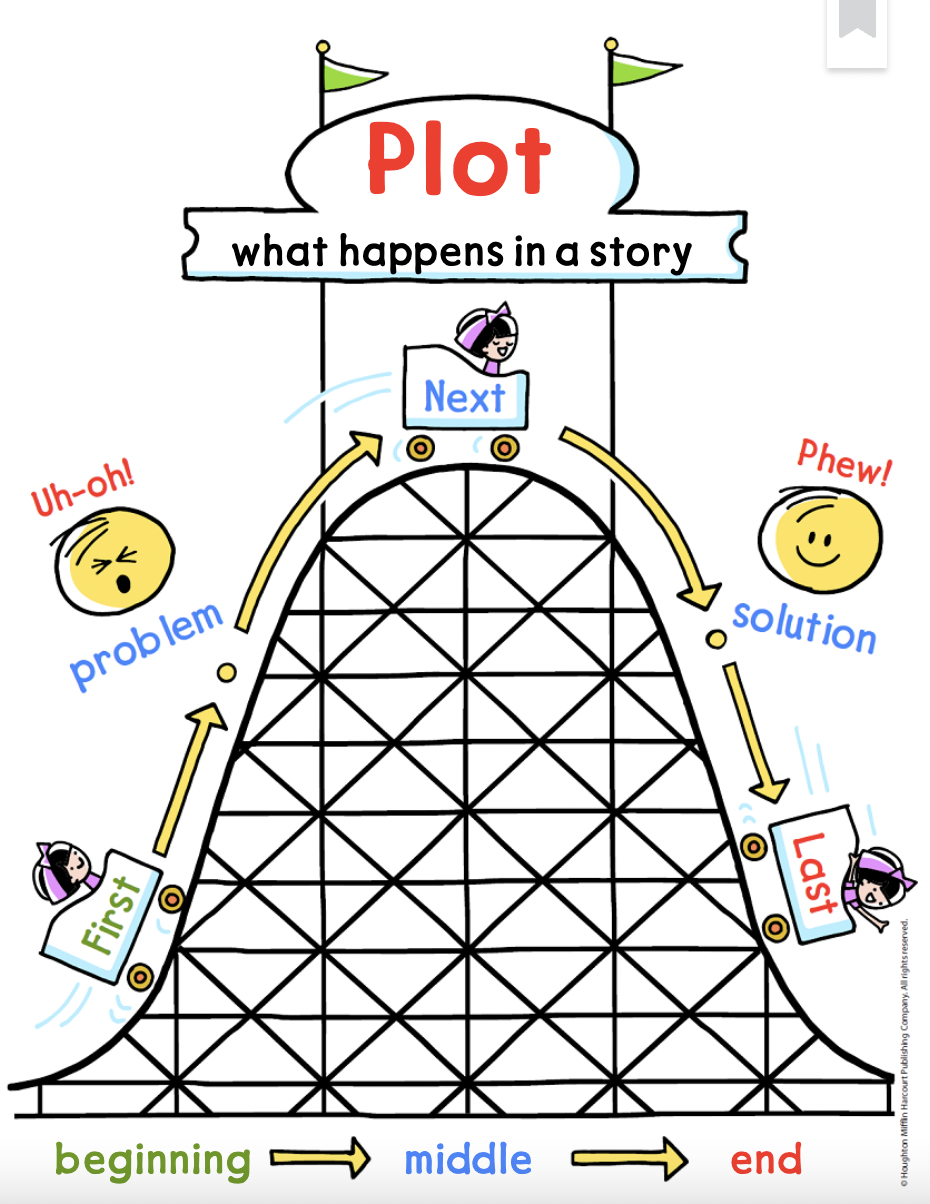 Plot
what happens in a story
Next
Uh-oh!
problem
Phew!
solution
First
Last
beginning
middle
end
© Houghton Mifflin Harcourt Publishing Company. All rights reserved.